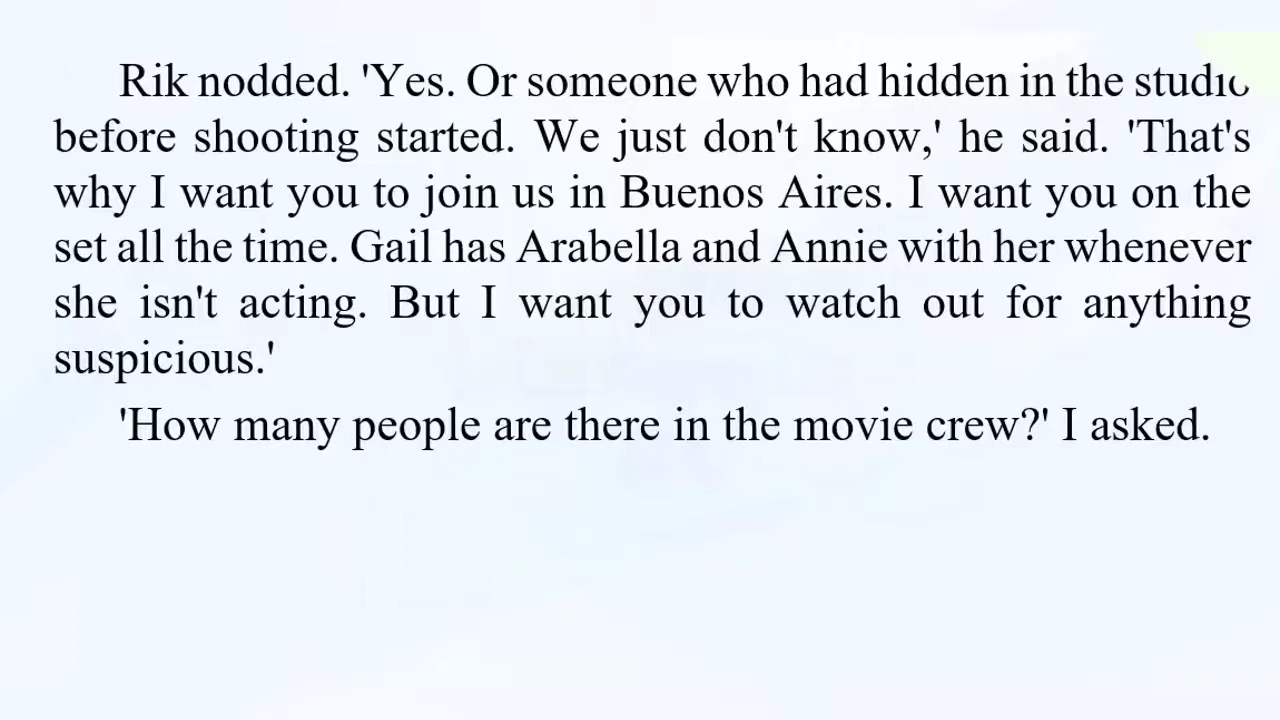 Rik nodded. 'Yes. Or someone who had hidden in the studio
before shooting started. We just don't know,' he said. 'That's
why I want you to join us in Buenos Aires. I want you on the
set all the time. Gail has Arabella and Annie with her whenever
she isn't acting. But I want you to watch out for anything
suspicious.'
'How many people are there in the movie crew?' I asked.